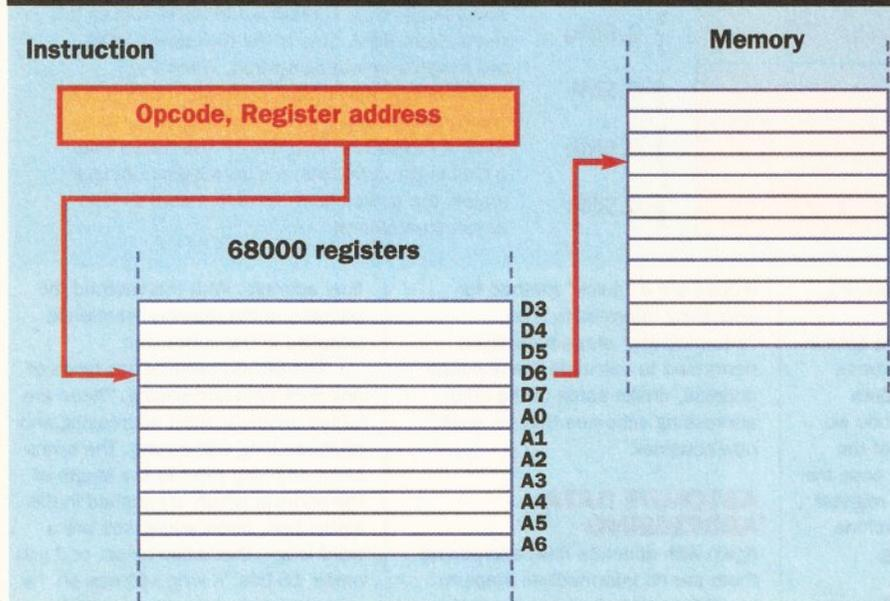 Instruction
Memory
Opcode, Register address
68000 registers
D3
D4
D5
D6
D7
A0
A1
A2
A3
A4
A5
A6